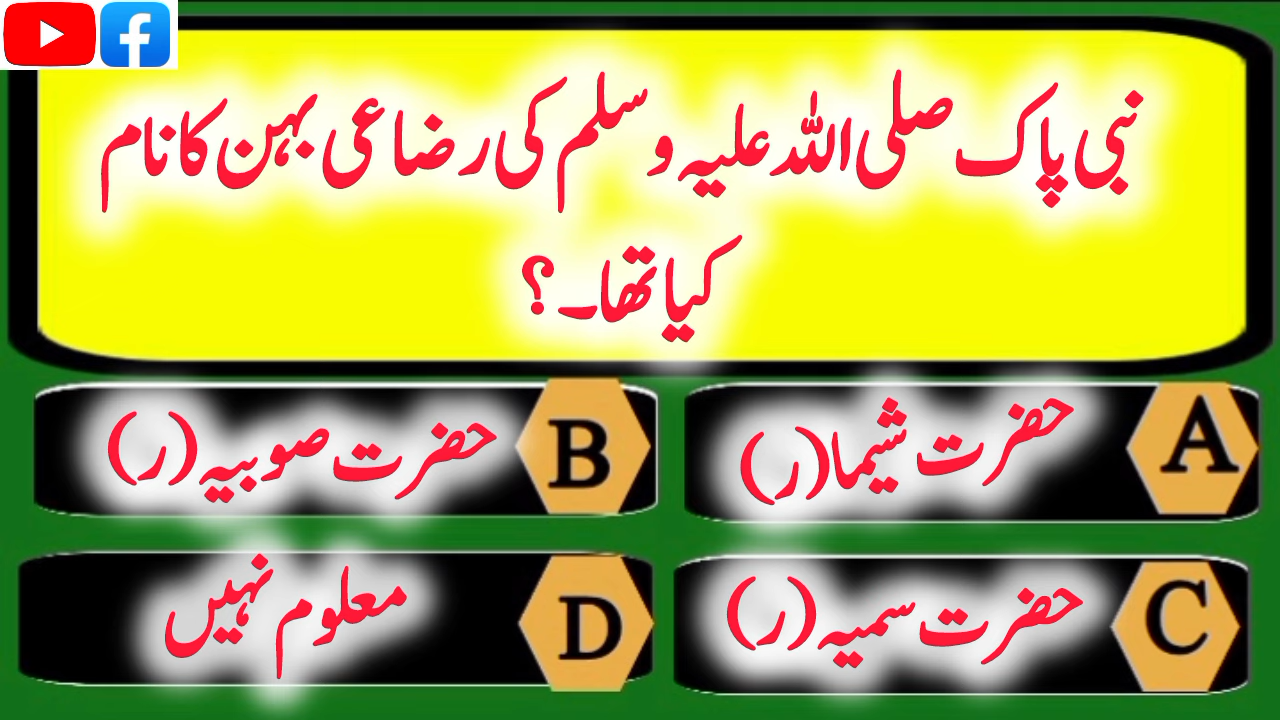 نبی پاک صلی اللہ علیہ وسلم کی رضاعی بہن کا نام
کیا تھا۔؟
A حضرت شیما(ر)
B حضرت صوبیہ (ر)
C حضرت سمیہ (ر)
D معلوم نہیں